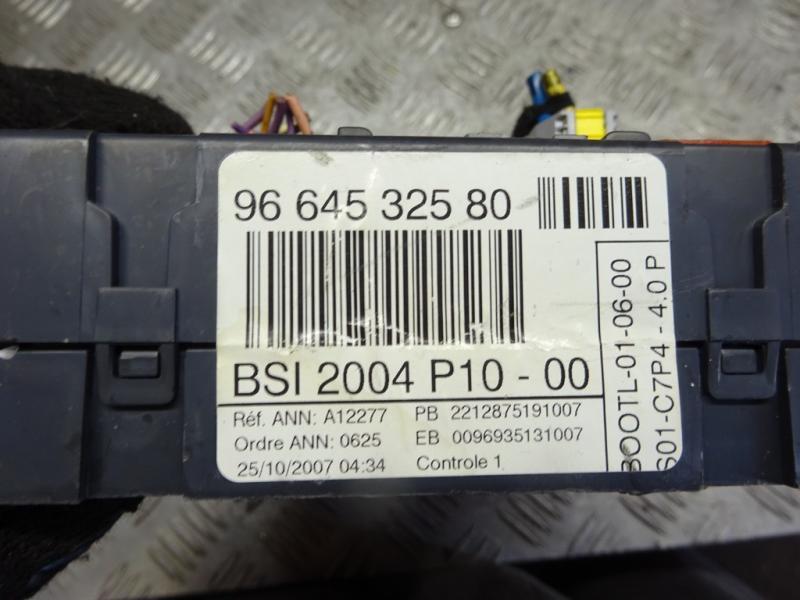 96 645 325 80
BSI 2004 P10 - 00
Réf. ANN: A12277 PB 2212875191007
Ordre ANN: 0625 EB 0096935131007
25/10/2007 04:34 Controle 1
BOOTL-01-06-00
S01-C7P4 - 4.0 P